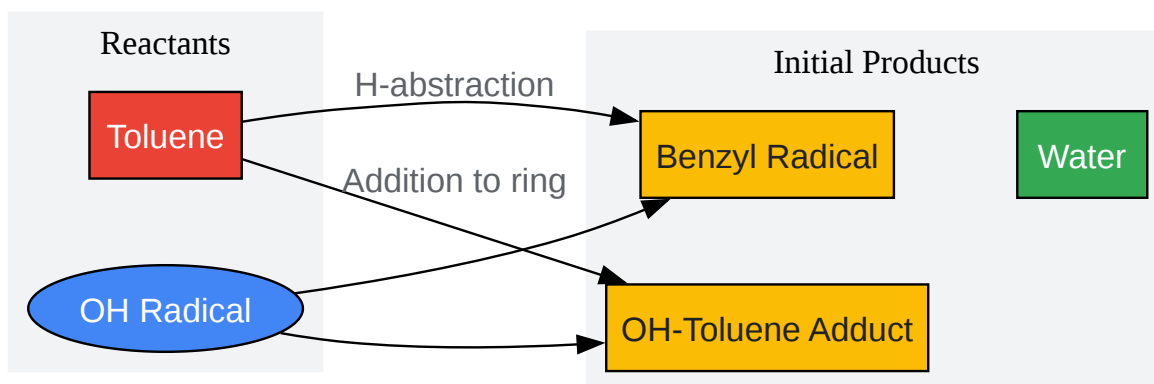 Reactants
Initial Products
Toluene
H-abstraction
Benzyl Radical
Water
Addition to ring
OH Radical
OH-Toluene Adduct